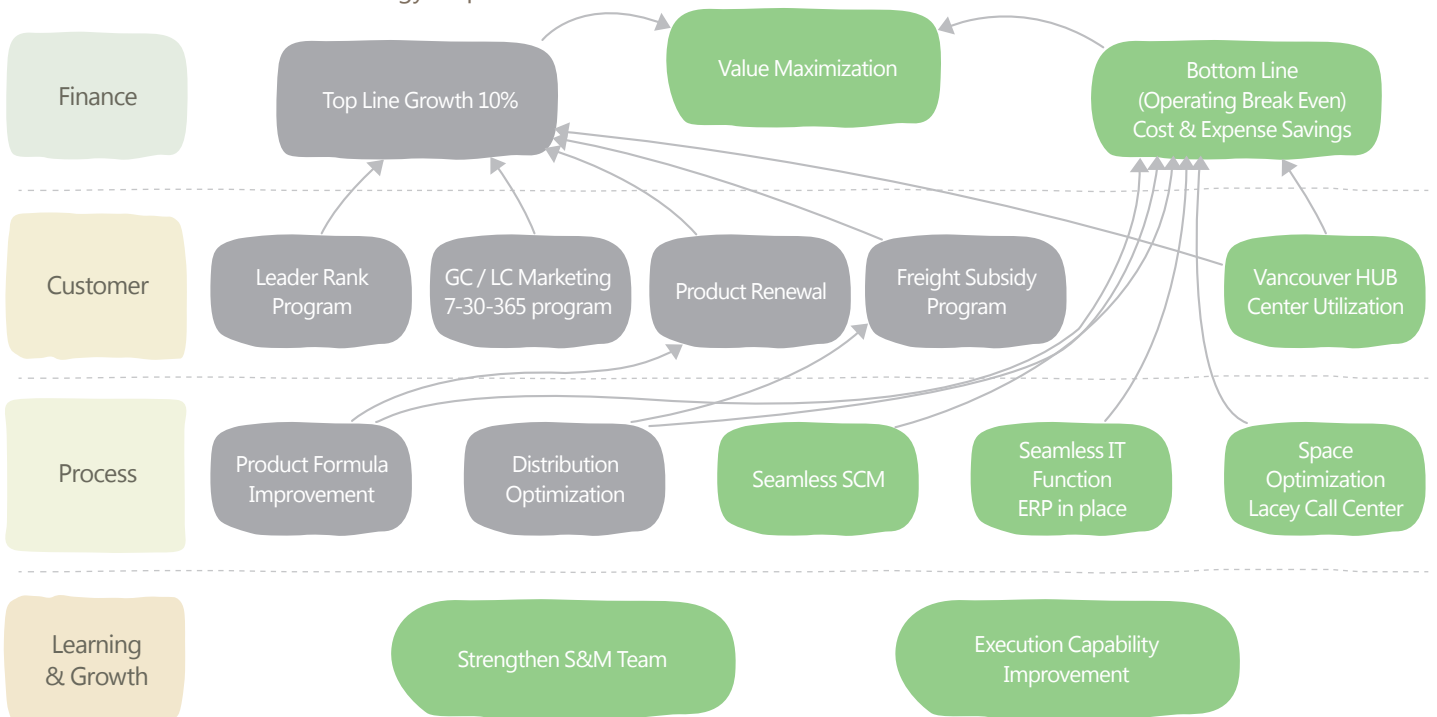 Finance
Top Line Growth 10%
Value Maximization
Bottom Line
(Operating Break Even)
Cost & Expense Savings
Customer
Leader Rank
Program
GC / LC Marketing
7-30-365 program
Product Renewal
Freight Subsidy
Program
Vancouver HUB
Center Utilization
Process
Product Formula
Improvement
Distribution
Optimization
Seamless SCM
Seamless IT
Function
ERP in place
Space
Optimization
Lacey Call Center
Learning
& Growth
Strengthen S&M Team
Execution Capability
Improvement